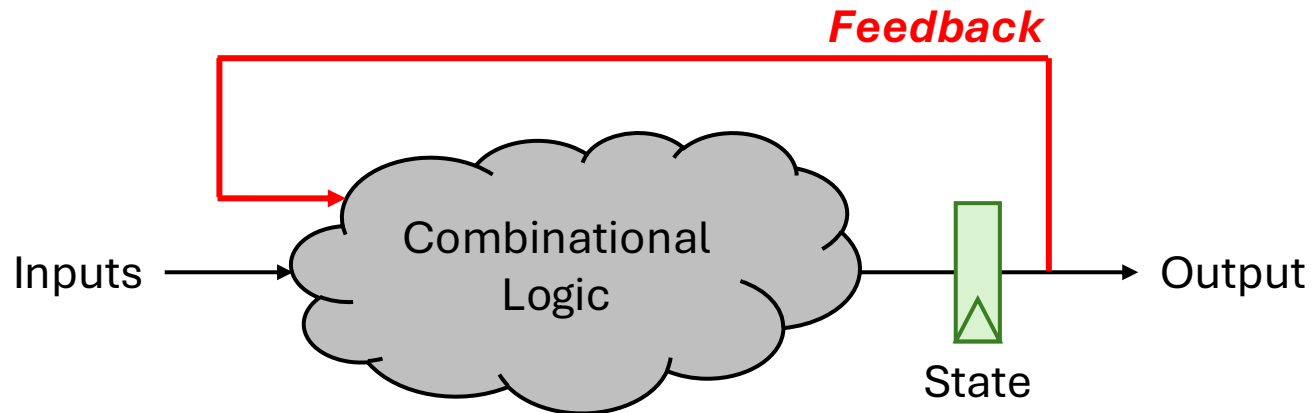 Feedback
Combinational
Logic
Inputs
Output
State